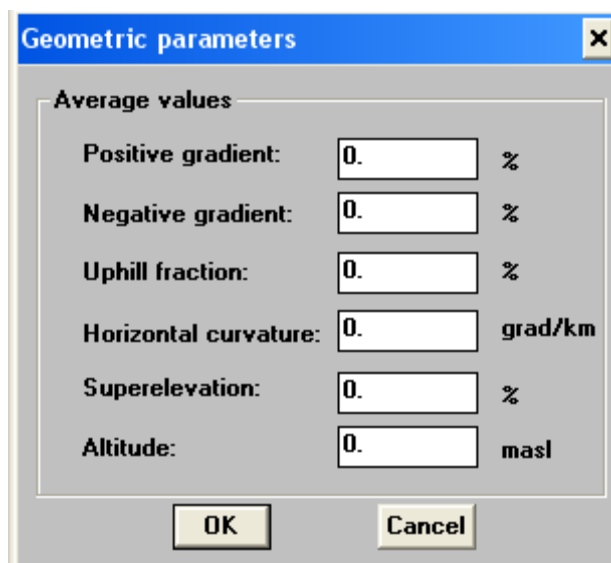 Geometric parameters
Average values
Positive gradient: 0. %
Negative gradient: 0. %
Uphill fraction: 0. %
Horizontal curvature: 0. grad/km
Superelevation: 0. %
Altitude: 0. masl
OK Cancel